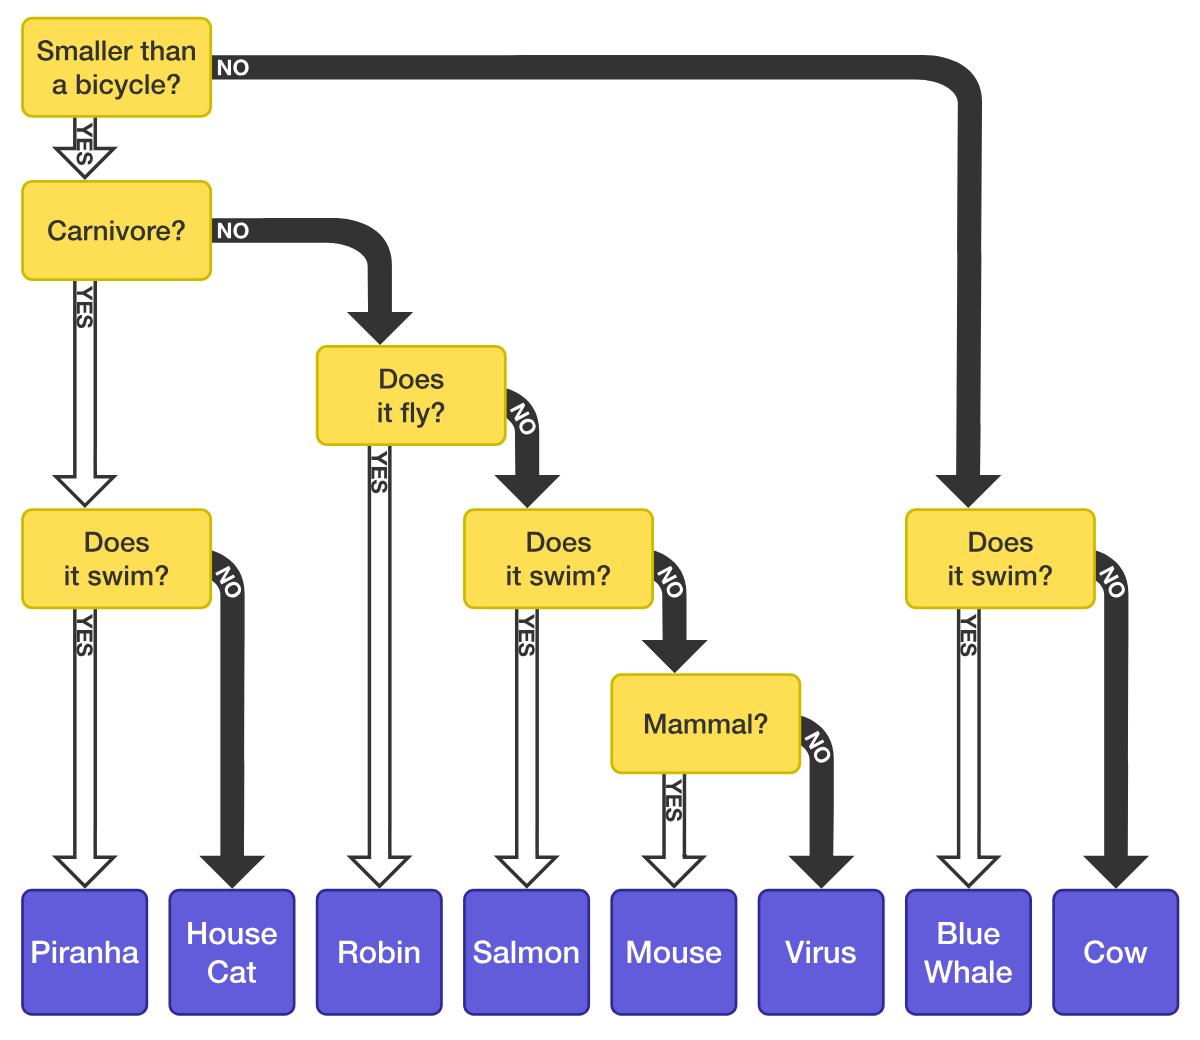 Smaller than
a bicycle?
NO
YES
Carnivore?
NO
YES
Does
it fly?
NO
YES
Does
it swim?
NO
YES
Does
it swim?
NO
YES
Does
it swim?
NO
YES
Mammal?
NO
YES
Piranha
House
Cat
Robin
Salmon
Mouse
Virus
Blue
Whale
Cow